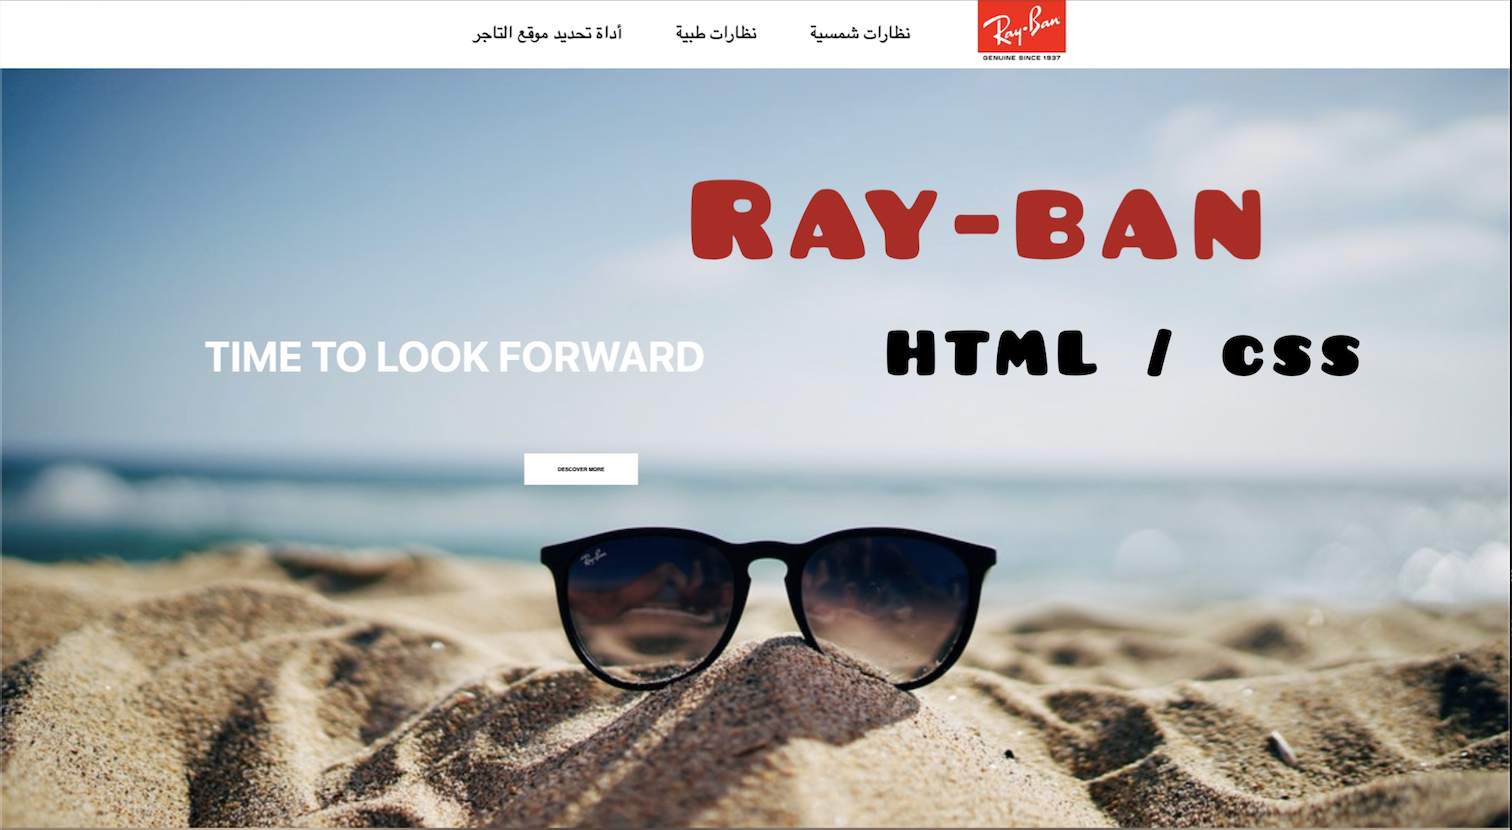 Ray-Ban
GENUINE SINCE 1937
نظارات شمسية
نظارات طبية
أداة تحديد موقع التاجر
RAY-BAN
HTML / CSS
TIME TO LOOK FORWARD
DESCOVER MORE
Ray-Ban